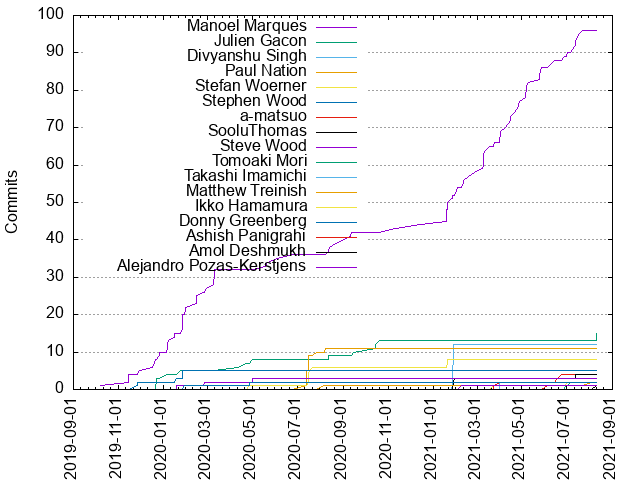 Commits
100
90
80
70
60
50
40
30
20
10
0
Manoel Marques
Julien Gacon
Divyanshu Singh
Paul Nation
Stefan Woerner
Stephen Wood
a-matsuo
SooluThomas
Steve Wood
Tomoaki Mori
Takashi Imamichi
Matthew Treinish
Ikko Hamamura
Donny Greenberg
Ashish Panigrahi
Amol Deshmukh
Alejandro Pozas-Kerstjens
2019-09-01
2019-11-01
2020-01-01
2020-03-01
2020-05-01
2020-07-01
2020-09-01
2020-11-01
2021-01-01
2021-03-01
2021-05-01
2021-07-01
2021-09-01